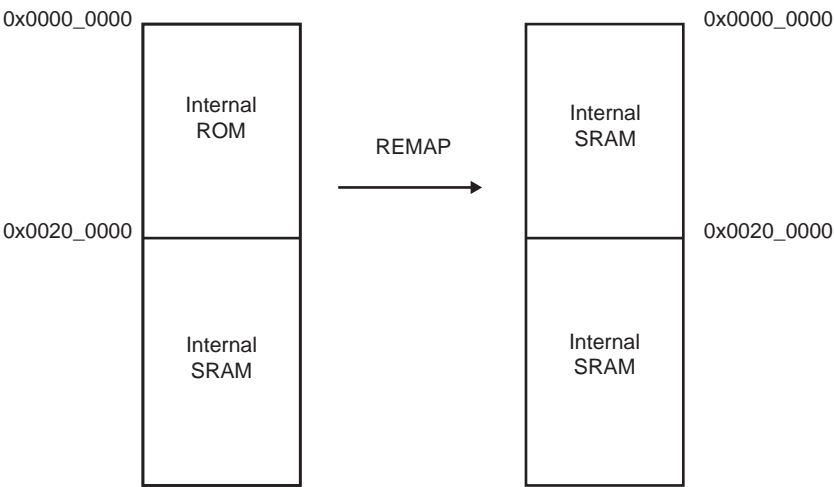 0x0000_0000
Internal
ROM
0x0020_0000
Internal
SRAM
REMAP
0x0000_0000
Internal
SRAM
0x0020_0000
Internal
SRAM